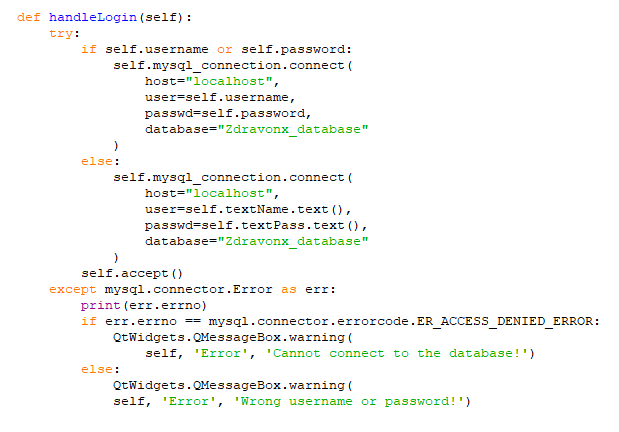 def handleLogin(self):
    try:
        if self.username or self.password:
            self.mysql_connection.connect(
                host="localhost",
                user=self.username,
                passwd=self.password,
                database="Zdravonx_database"
            )
        else:
            self.mysql_connection.connect(
                host="localhost",
                user=self.textName.text(),
                passwd=self.textPass.text(),
                database="Zdravonx_database"
            )
        self.accept()
    except mysql.connector.Error as err:
        print(err.errno)
        if err.errno == mysql.connector.errorcode.ER_ACCESS_DENIED_ERROR:
            QtWidgets.QMessageBox.warning(
                self, 'Error', 'Cannot connect to the database!')
        else:
            QtWidgets.QMessageBox.warning(
            self, 'Error', 'Wrong username or password!')